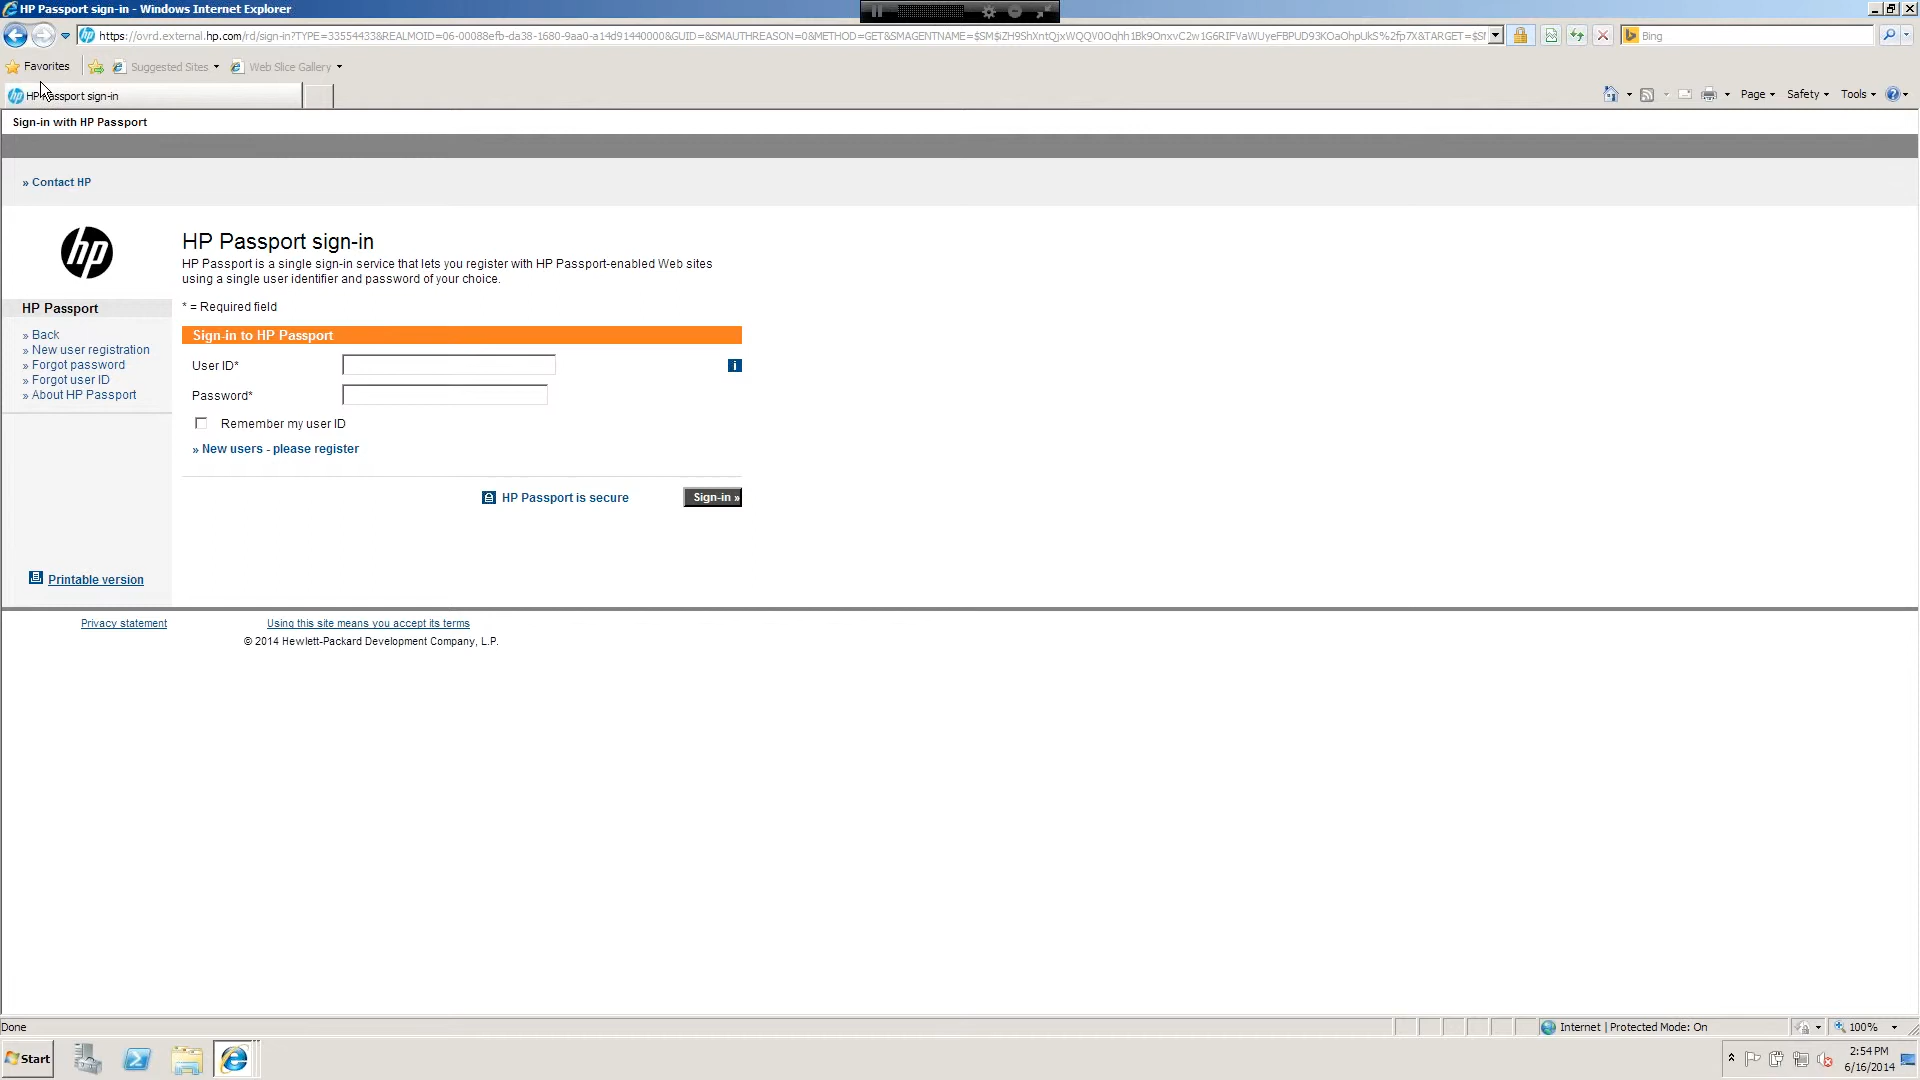 HP Passport sign-in - Windows Internet Explorer
Bing
Favorites
Suggested Sites
Web Slice Gallery
HP Passport sign-in
Page
Safety
Tools
Sign-in with HP Passport
» Contact HP
hp
HP Passport sign-in
HP Passport is a single sign-in service that lets you register with HP Passport-enabled Web sites
using a single user identifier and password of your choice.
* = Required field
HP Passport
» Back
» New user registration
» Forgot password
» Forgot user ID
» About HP Passport
Sign-in to HP Passport
User ID*
Password*
Remember my user ID
» New users - please register
HP Passport is secure
Sign-in »
Printable version
Privacy statement
Using this site means you accept its terms
© 2014 Hewlett-Packard Development Company, L.P.
Done
Internet | Protected Mode: On
100%
Start
2:54 PM
6/16/2014